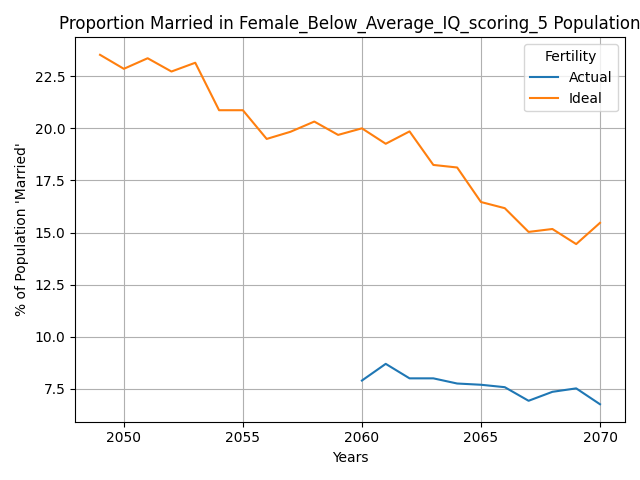 Proportion Married in Female_Below_Average_IQ_scoring_5 Population
Fertility
Actual
Ideal
% of Population 'Married'
22.5
20.0
17.5
15.0
12.5
10.0
7.5
2050 2055 2060 2065 2070
Years